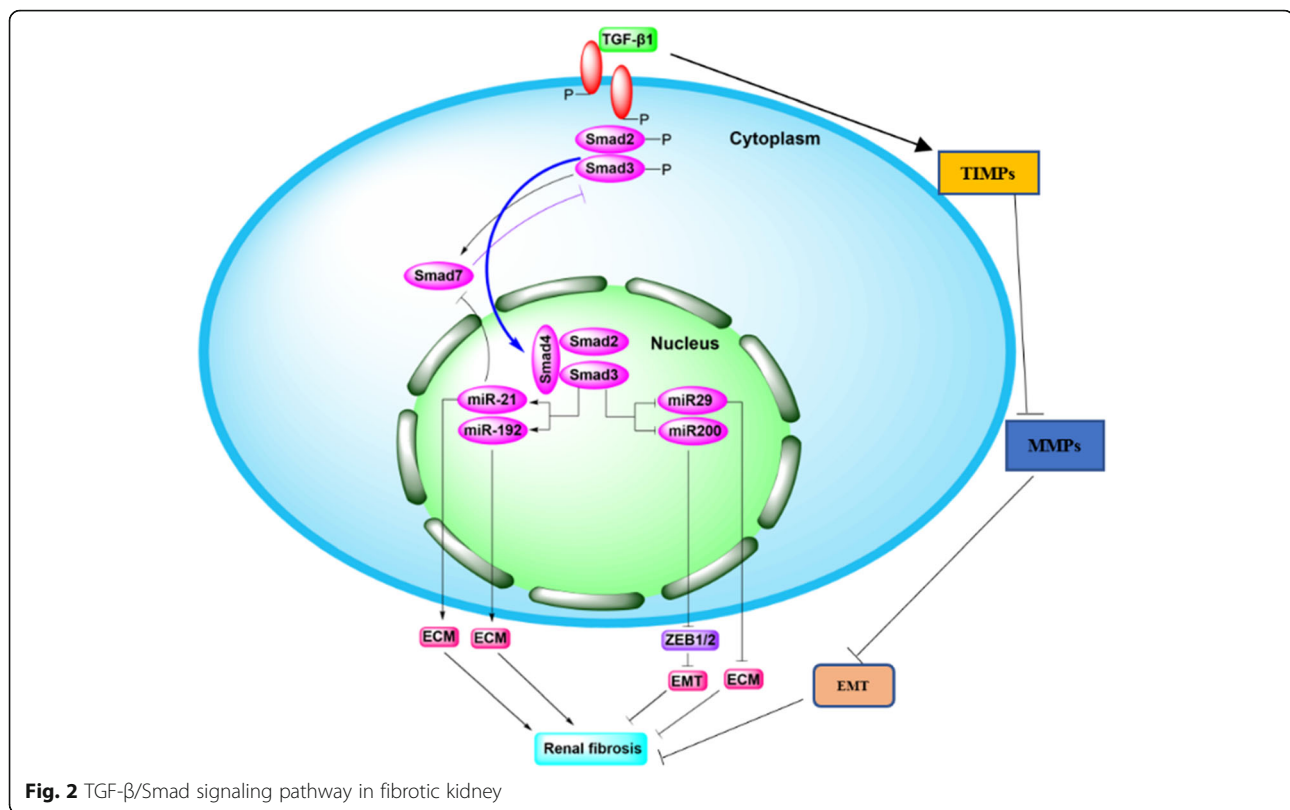 TGF-β1
P
P
Smad2
P
Cytoplasm
Smad3
P
TIMPs
Smad7
Smad4
Smad2
Nucleus
Smad3
miR-21
miR29
miR-192
miR200
MMPs
ECM
ECM
ZEB1/2
EMT
ECM
EMT
Renal fibrosis
Fig. 2 TGF-β/Smad signaling pathway in fibrotic kidney